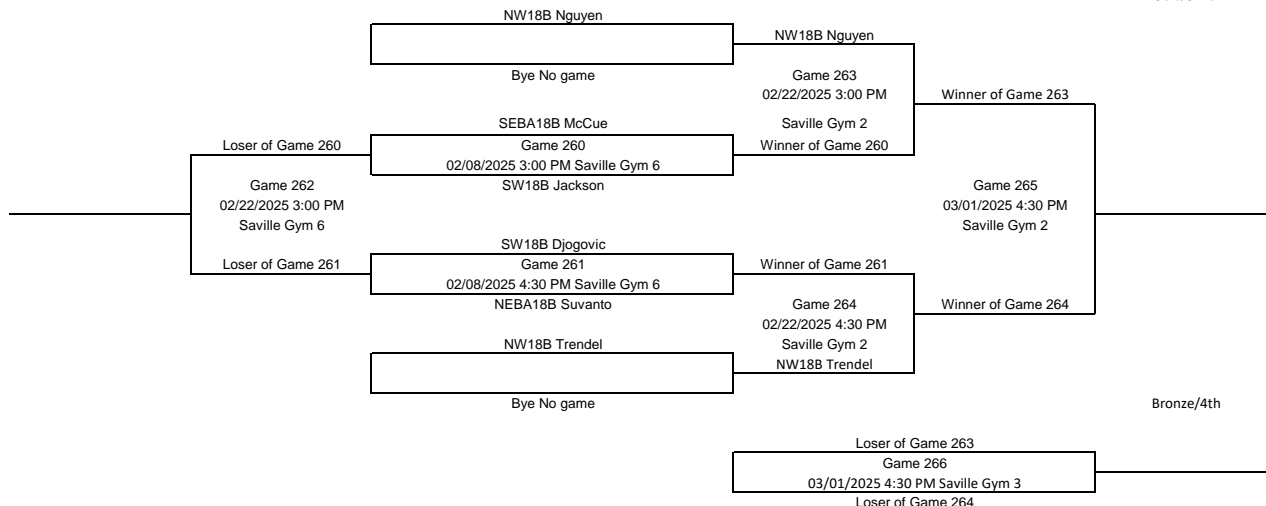 NW18B Nguyen
NW18B Nguyen
Bye No game
Game 263
02/22/2025 3:00 PM
Winner of Game 263
SEBA18B McCue
Saville Gym 2
Loser of Game 260
Game 260
Winner of Game 260
02/08/2025 3:00 PM Saville Gym 6
Game 262
SW18B Jackson
Game 265
02/22/2025 3:00 PM
03/01/2025 4:30 PM
Saville Gym 6
Saville Gym 2
SW18B Djogovic
Loser of Game 261
Game 261
Winner of Game 261
02/08/2025 4:30 PM Saville Gym 6
NEBA18B Suvanto
Game 264
Winner of Game 264
02/22/2025 4:30 PM
NW18B Trendel
Saville Gym 2
NW18B Trendel
Bye No game
Bronze/4th
Loser of Game 263
Game 266
03/01/2025 4:30 PM Saville Gym 3
Loser of Game 264